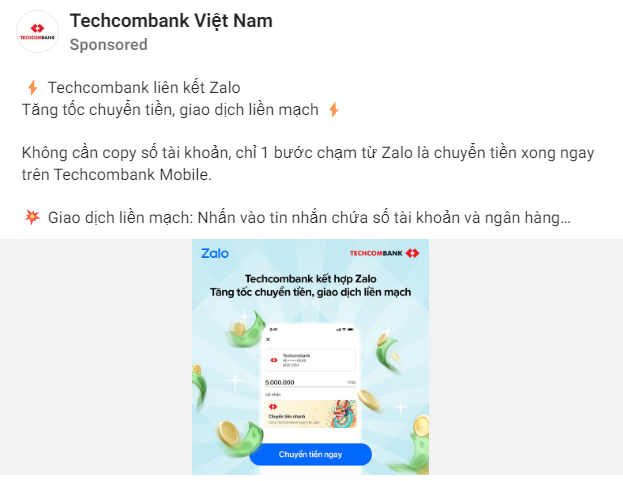 TECHCOMBANK
Techcombank Việt Nam
Sponsored
Techcombank liên kết Zalo
Tăng tốc chuyển tiền, giao dịch liền mạch
Không cần copy số tài khoản, chỉ 1 bước chạm từ Zalo là chuyển tiền xong ngay
trên Techcombank Mobile.
Giao dịch liền mạch: Nhấn vào tin nhắn chứa số tài khoản và ngân hàng...
Zalo
TECHCOMBANK
Techcombank kết hợp Zalo
Tăng tốc chuyển tiền, giao dịch liền mạch
Techcombank
5.000.000
VND
Lời nhắn
Chuyển tiền nhanh
Chuyển tiền ngay